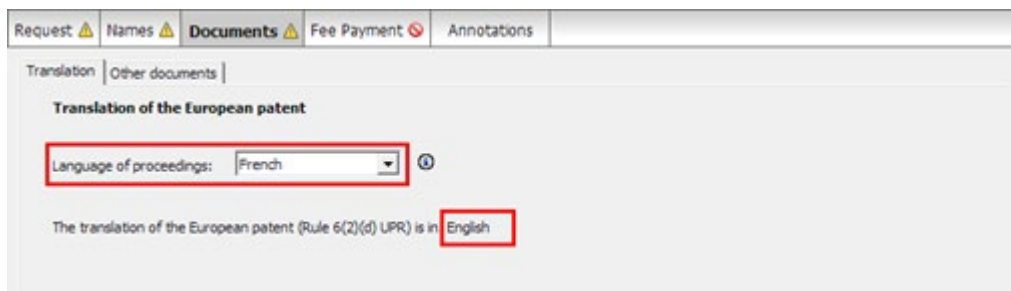 Request Names Documents Fee Payment Annotations
Translation Other documents
Translation of the European patent
Language of proceedings: French
The translation of the European patent (Rule 6(2)(d) UPR) is in English